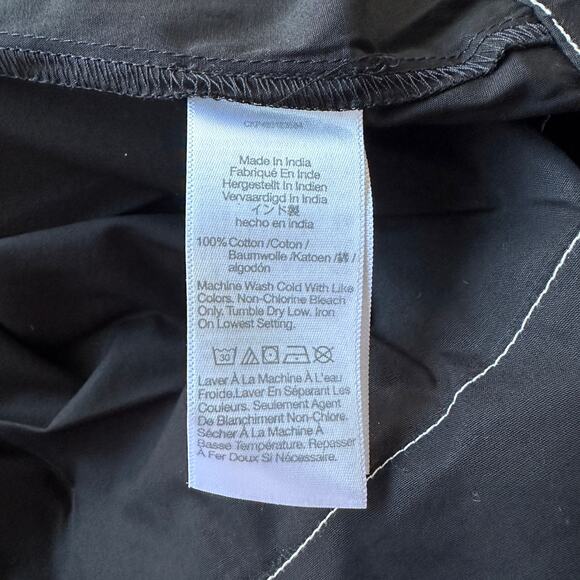 Made In India
Fabriqué En Inde
Hergestellt In Indien
Vervaardigd In India
インド製
hecho en india
100% Cotton /Coton /
Baumwolle /Katoen /綿 /
algodón
Machine Wash Cold With Like
Colors. Non-Chlorine Bleach
Only. Tumble Dry Low. Iron
On Lowest Setting.
30
Laver À La Machine À L'eau
Froide.Laver En Séparant Les
Couleurs. Seulement Agent
De Blanchiment Non-Chlore.
Sécher À La Machine À
Basse Température. Repasser
À Fer Doux Si Nécessaire.